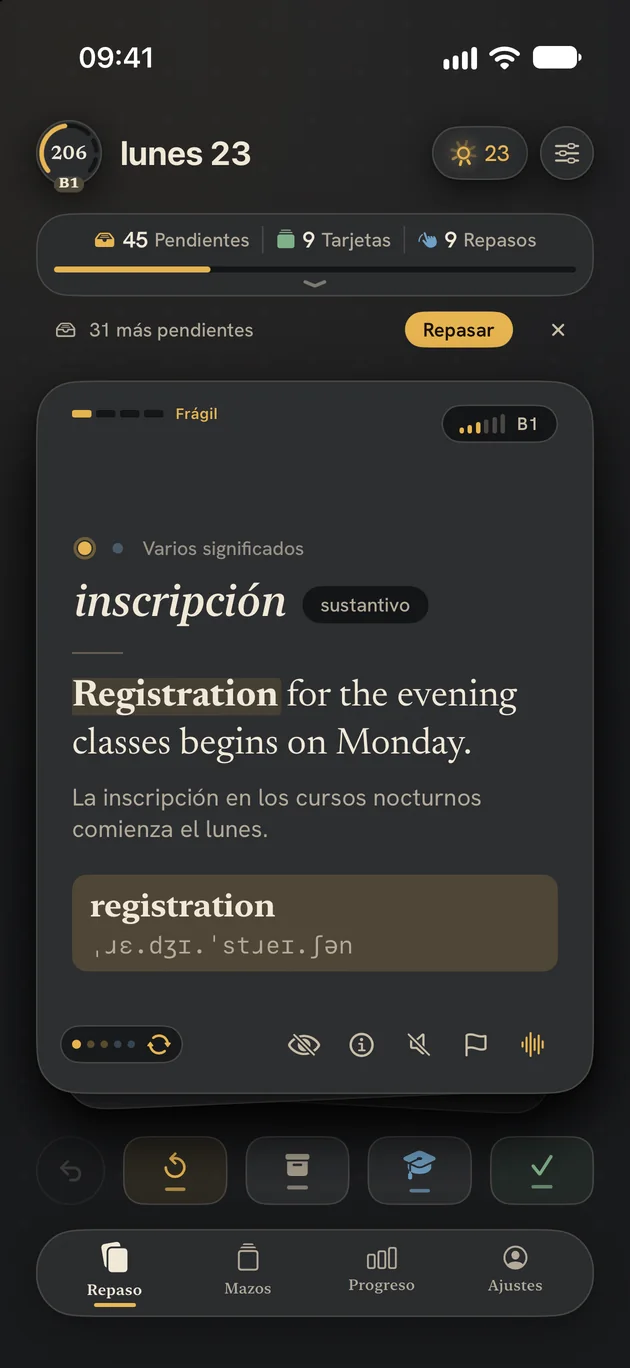 09:41
206
B1
lunes 23
23
45 Pendientes
9 Tarjetas
9 Repasos
31 más pendientes
Repasar
Frágil
B1
Varios significados
inscripción
sustantivo
Registration for the evening
classes begins on Monday.
La inscripción en los cursos nocturnos
comienza el lunes.
registration
ˌɹɛ.dʒɪ.ˈstɹeɪ.ʃən
Repaso
Mazos
Progreso
Ajustes